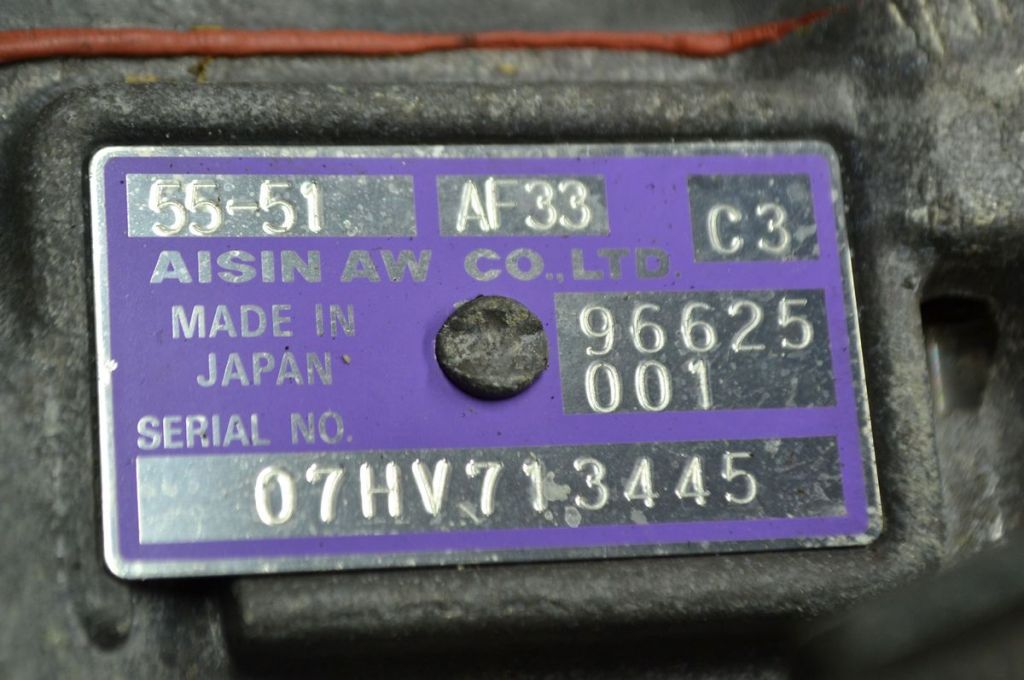 55-51 AF33 C3
AISIN AW CO.,LTD.
MADE IN
JAPAN
96625
001
SERIAL NO.
07HV713445